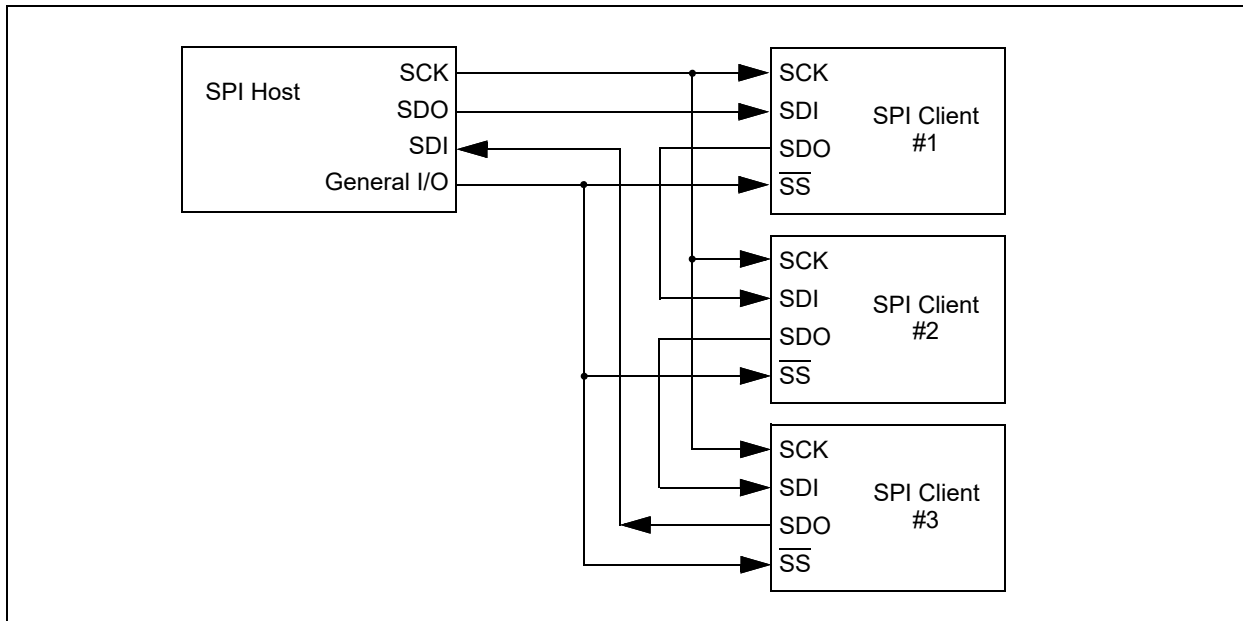 SPI Host
SCK
SDO
SDI
General I/O
SCK
SDI
SDO
SS
SPI Client
#1
SCK
SDI
SDO
SS
SPI Client
#2
SCK
SDI
SDO
SS
SPI Client
#3